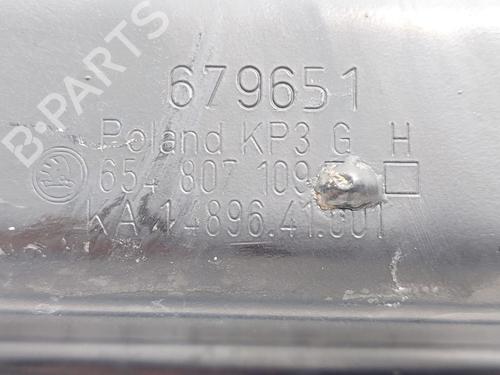 B-PARTS
679651
Poland KP3 G H
654 807 109
KA 14896.41.001